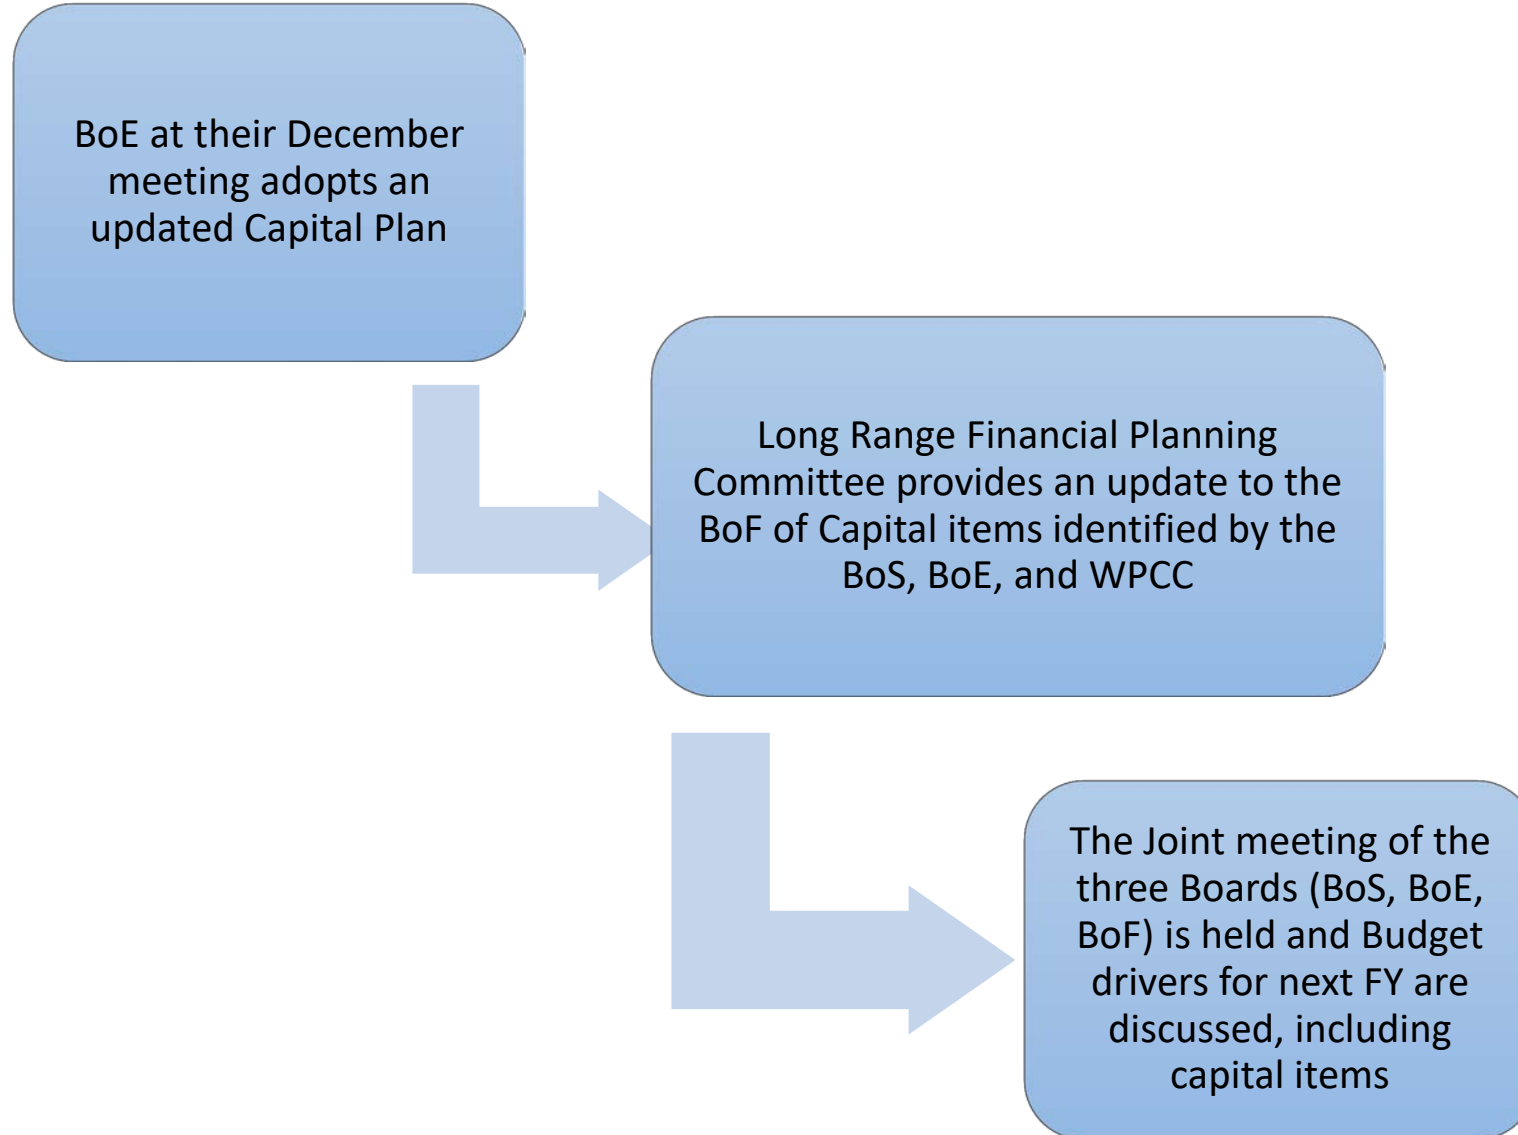 BoE at their December
meeting adopts an
updated Capital Plan
Long Range Financial Planning
Committee provides an update to the
BoF of Capital items identified by the
BoS, BoE, and WPCC
The Joint meeting of the
three Boards (BoS, BoE,
BoF) is held and Budget
drivers for next FY are
discussed, including
capital items